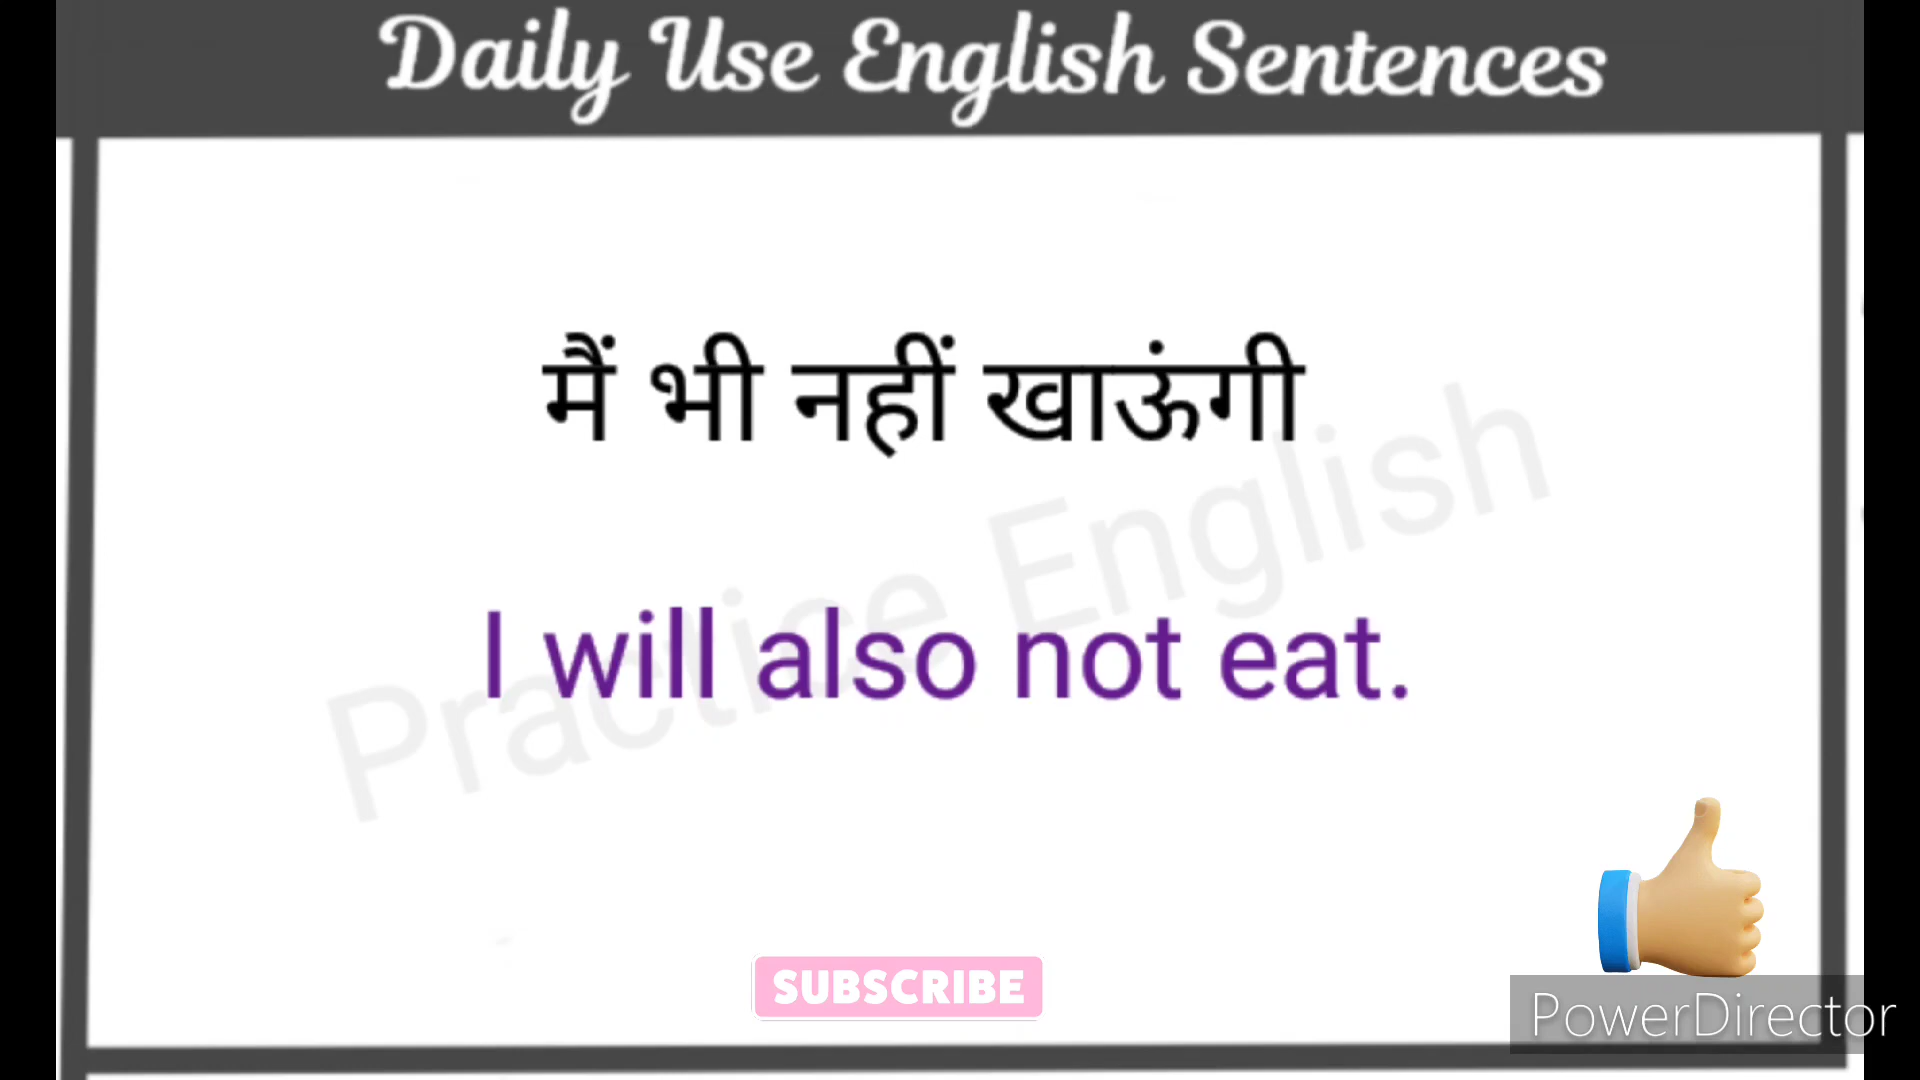 Daily Use English Sentences
मैं भी नहीं खाऊंगी
Practice English
I will also not eat.
SUBSCRIBE
PowerDirector